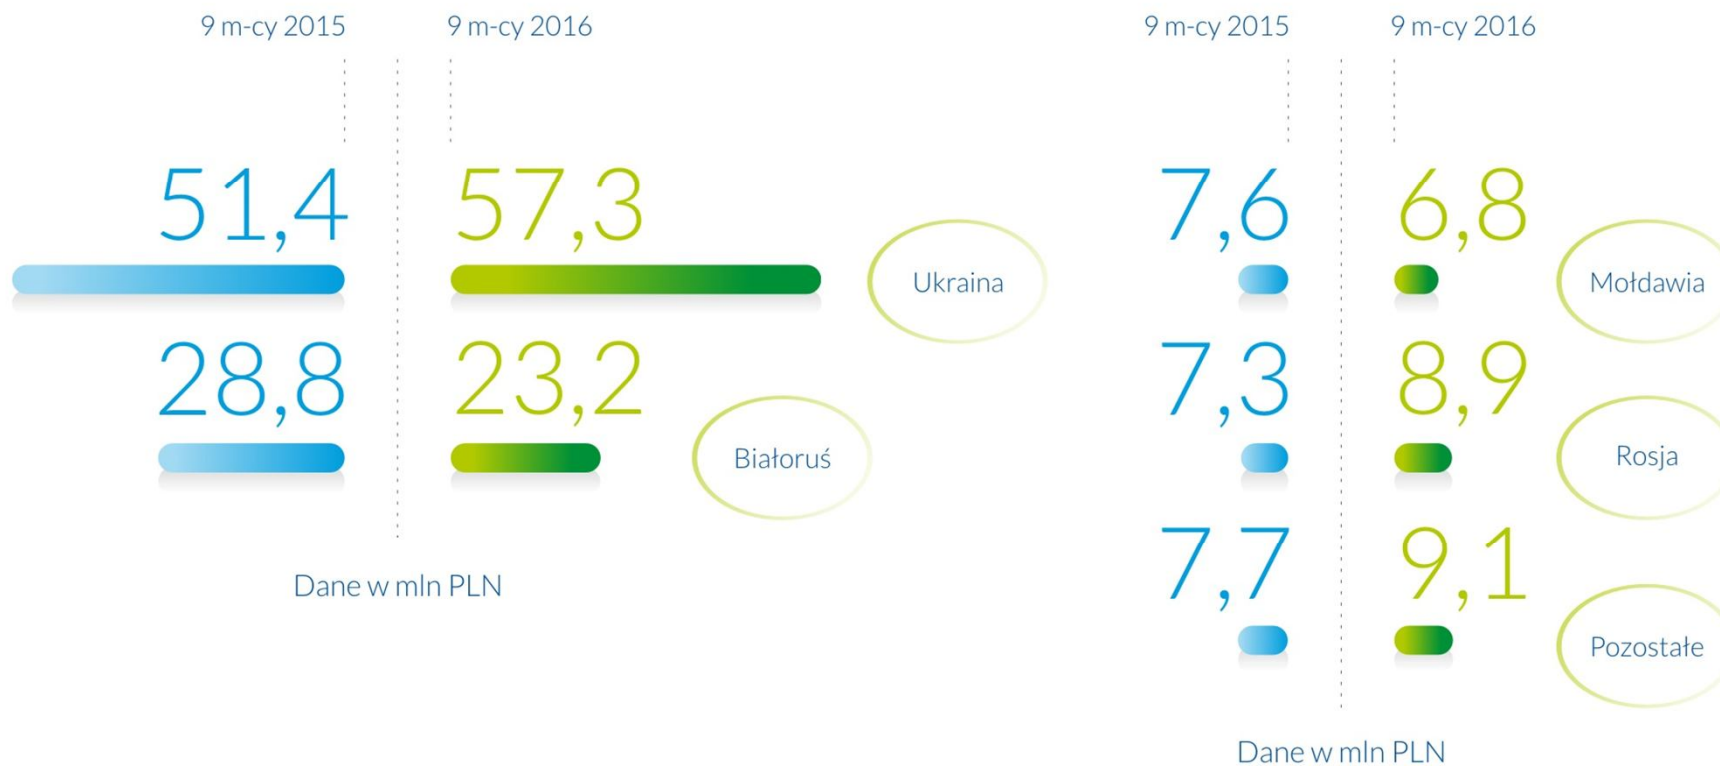 9 m-cy 2015
9 m-cy 2016
51,4
57,3
Ukraina
28,8
23,2
Białoruś
Dane w mln PLN
9 m-cy 2015
9 m-cy 2016
7,6
6,8
Mołdawia
7,3
8,9
Rosja
7,7
9,1
Pozostałe
Dane w mln PLN